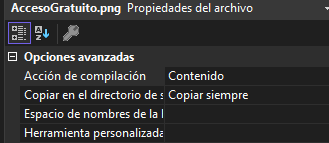 AccesoGratuito.png Propiedades del archivo
Opciones avanzadas
Acción de compilación Contenido
Copiar en el directorio de s Copiar siempre
Espacio de nombres de la l
Herramienta personalizada